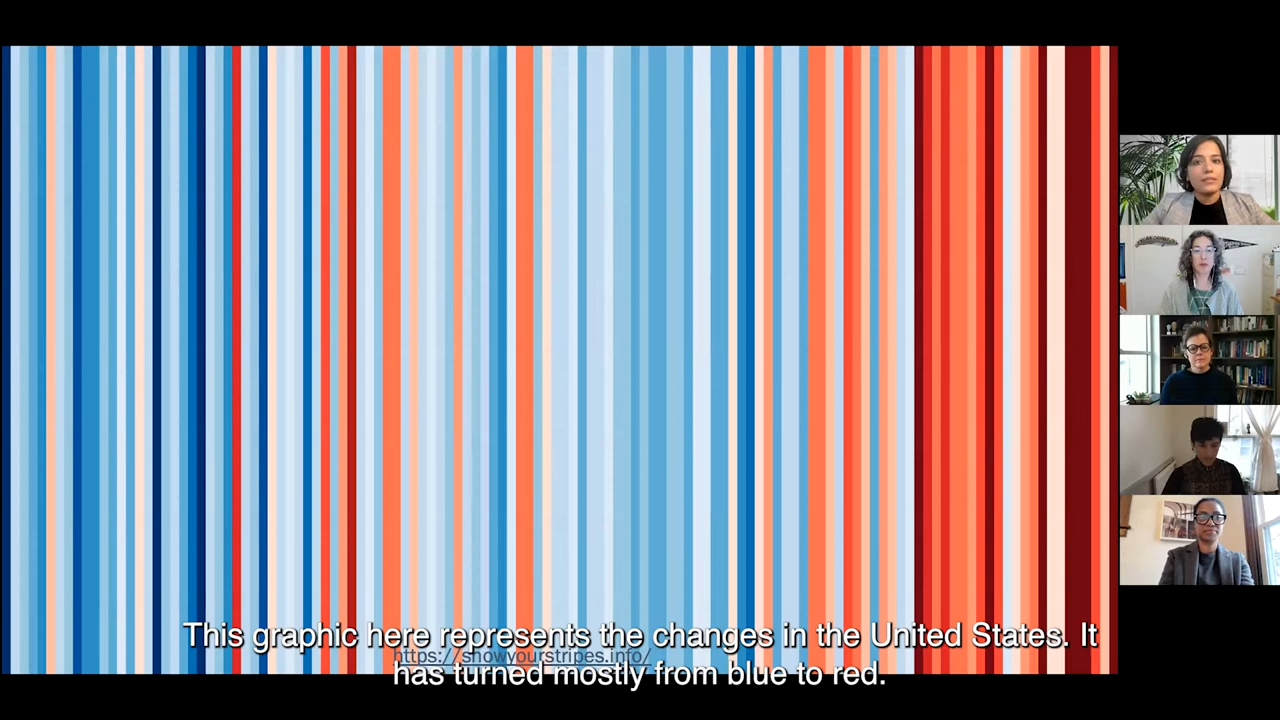 This graphic here represents the changes in the United States. It
https://showyourstripes.info/
has turned mostly from blue to red.